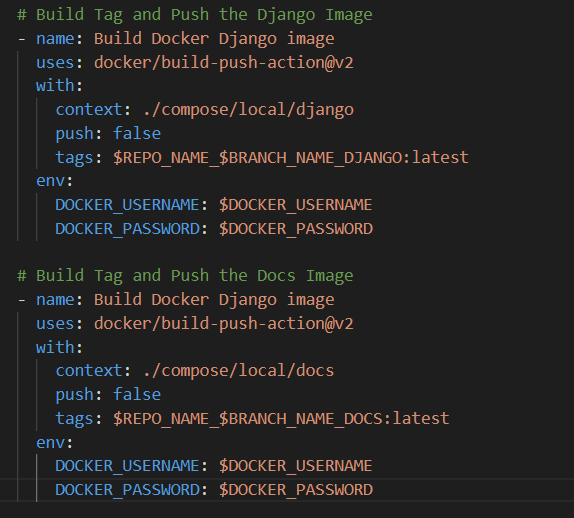 # Build Tag and Push the Django Image
- name: Build Docker Django image
uses: docker/build-push-action@v2
with:
context: ./compose/local/django
push: false
tags: $REPO_NAME_$BRANCH_NAME_DJANGO:latest
env:
DOCKER_USERNAME: $DOCKER_USERNAME
DOCKER_PASSWORD: $DOCKER_PASSWORD
# Build Tag and Push the Docs Image
- name: Build Docker Django image
uses: docker/build-push-action@v2
with:
context: ./compose/local/docs
push: false
tags: $REPO_NAME_$BRANCH_NAME_DOCS:latest
env:
DOCKER_USERNAME: $DOCKER_USERNAME
DOCKER_PASSWORD: $DOCKER_PASSWORD